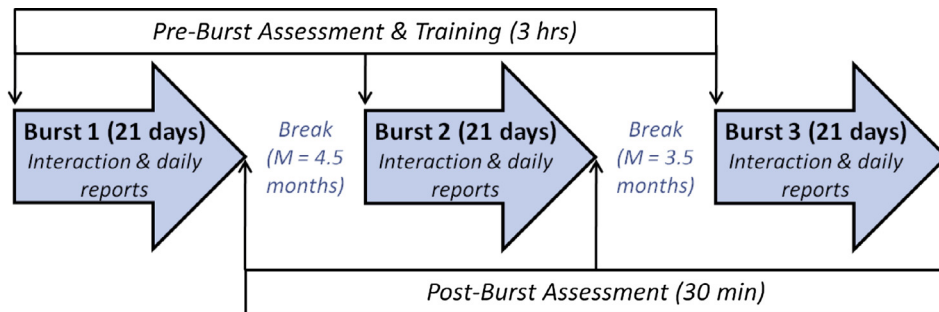 Pre-Burst Assessment & Training (3 hrs)
Burst 1 (21 days)
Interaction & daily
reports
Break
(M = 4.5
months)
Burst 2 (21 days)
Interaction & daily
reports
Break
(M = 3.5
months)
Burst 3 (21 days)
Interaction & daily
reports
Post-Burst Assessment (30 min)